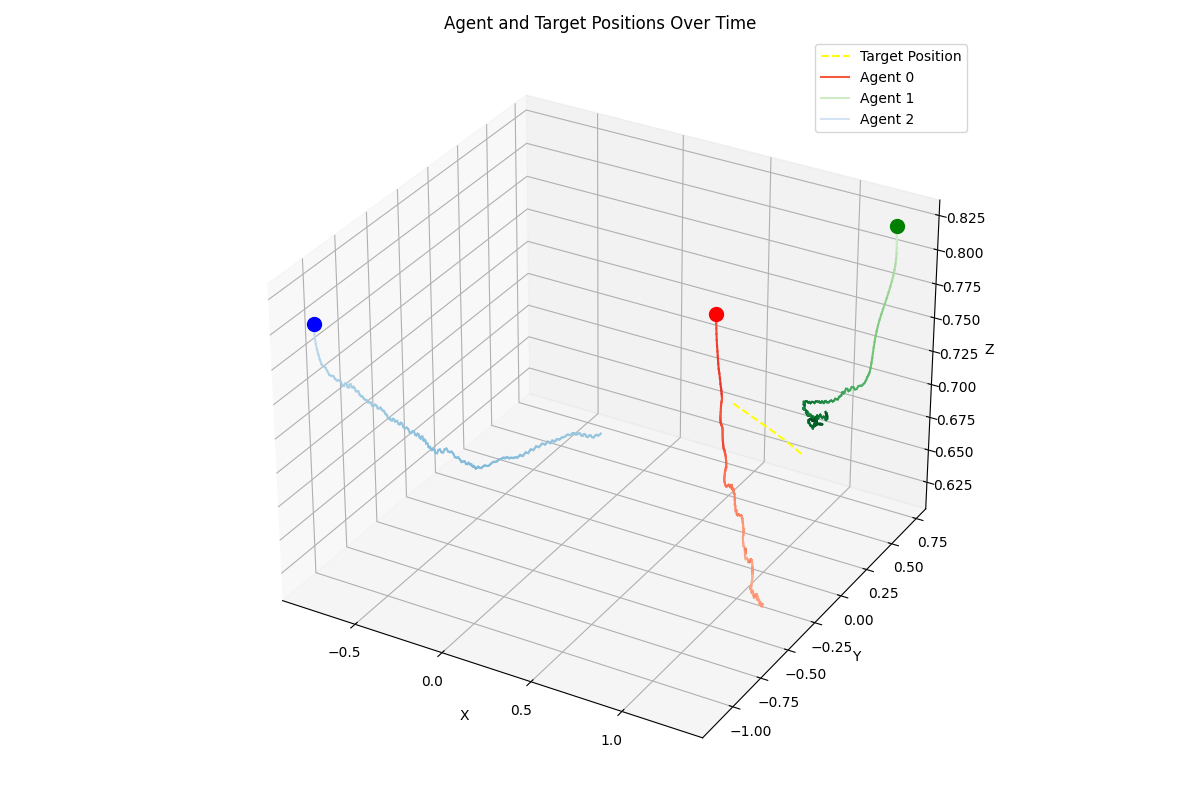 Agent and Target Positions Over Time
Target Position
Agent 0
Agent 1
Agent 2
0.825
0.800
0.775
0.750
0.725
0.700
0.675
0.650
0.625
Z
0.75
0.50
0.25
0.00
−0.25
−0.50
−0.75
−1.00
Y
−0.5
0.0
0.5
1.0
X